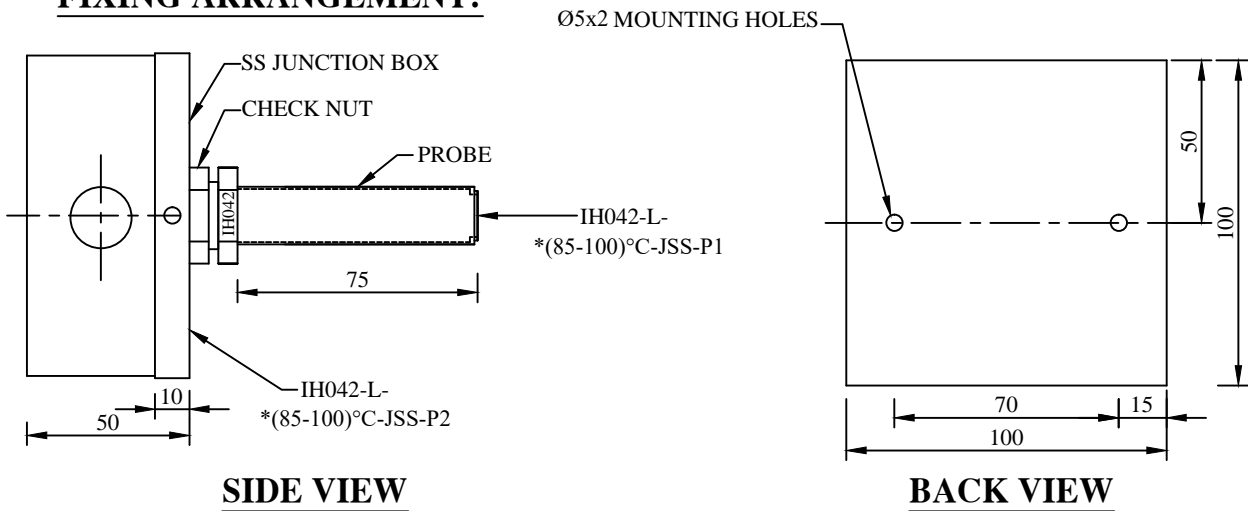 FIXING ARRANGEMENT:
Ø5x2 MOUNTING HOLES
SS JUNCTION BOX
CHECK NUT
PROBE
IH042
IH042-L-
*(85-100)°C-JSS-P1
75
IH042-L-
*(85-100)°C-JSS-P2
10
50
50
100
70
15
100
SIDE VIEW
BACK VIEW